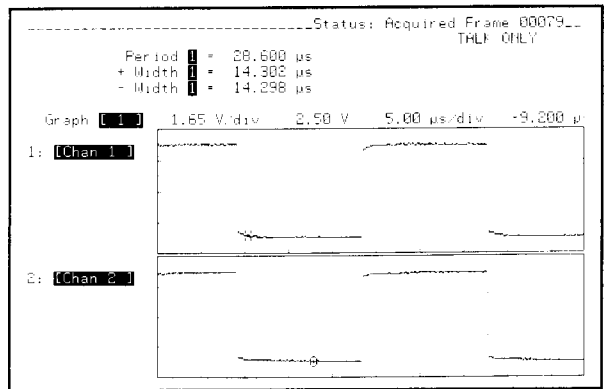 Status: Acquired Frame 00079
TALK ONLY
Period 1 = 28.600 µs
+ Width 1 = 14.302 µs
- Width 1 = 14.298 µs
Graph [ 1 ] 1.65 V/div 2.50 V 5.00 µs/div -9.200 µ
1: [Chan 1 ]
2: [Chan 2 ]